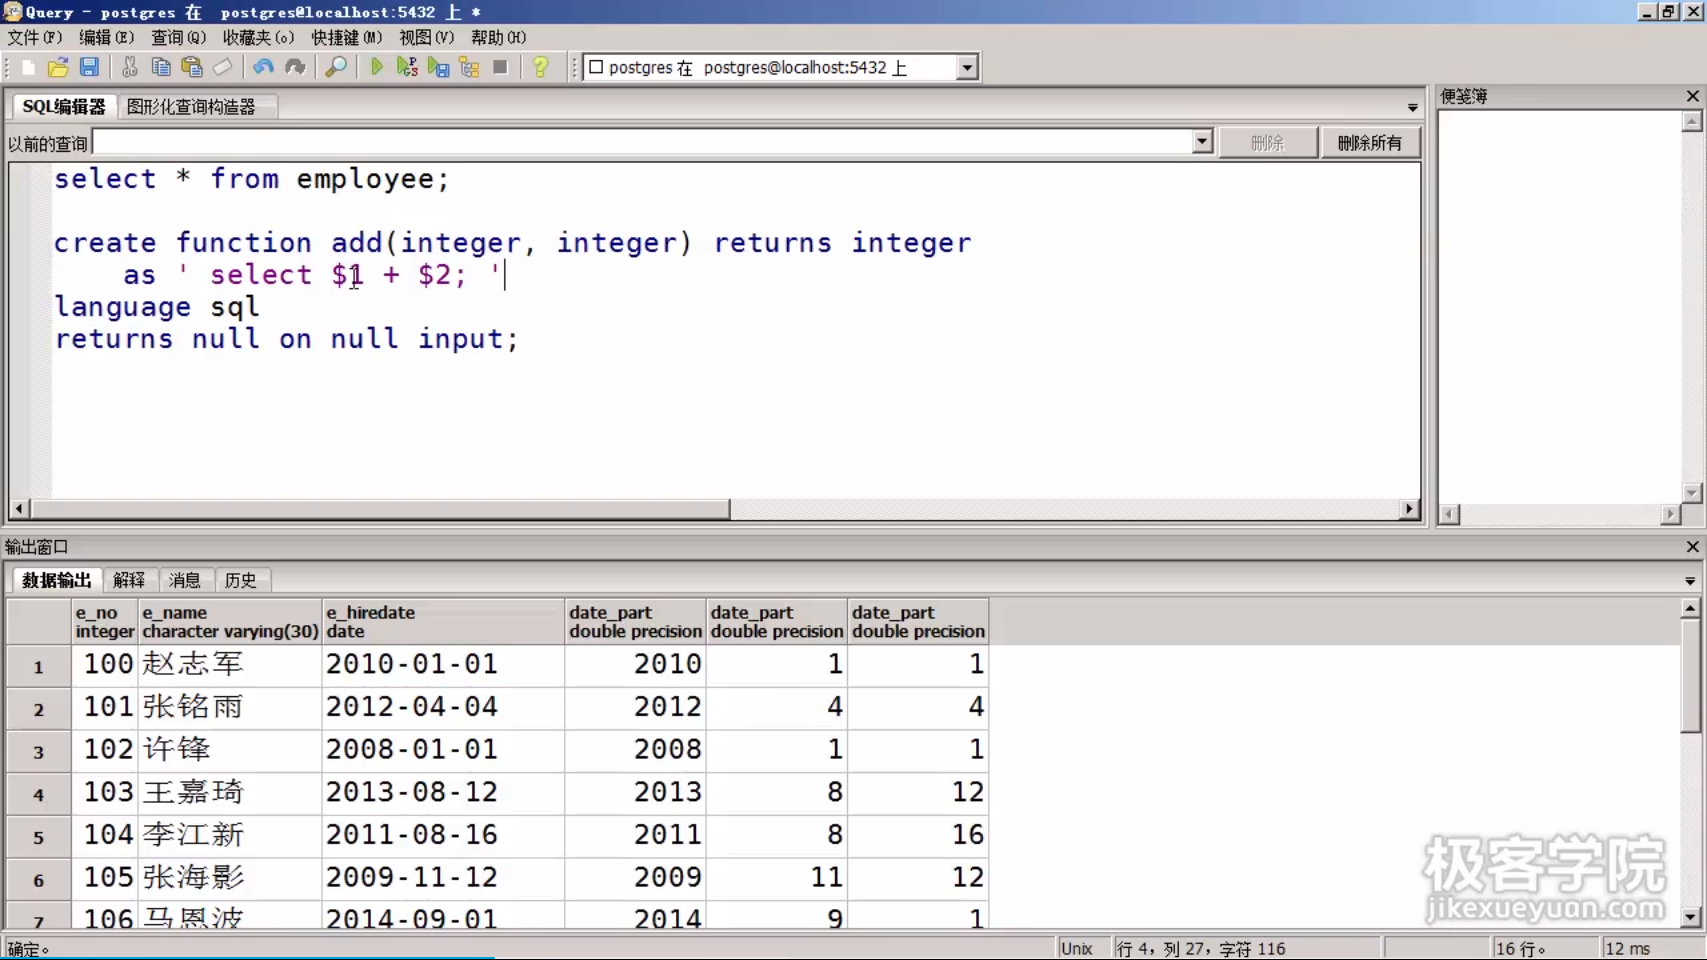 Query - postgres 在 postgres@localhost:5432 上 *
文件(F) 编辑(E) 查询(Q) 收藏夹(o) 快捷键(M) 视图(V) 帮助(H)
postgres 在 postgres@localhost:5432 上
SQL编辑器 图形化查询构造器
便笺簿
以前的查询 删除 删除所有
select * from employee;
create function add(integer, integer) returns integer
as ' select $1 + $2; '
language sql
returns null on null input;
输出窗口
数据输出 解释 消息 历史
e_no e_name e_hiredate date_part date_part date_part
integer character varying(30) date double precision double precision double precision
1 100 赵志军 2010-01-01 2010 1 1
2 101 张铭雨 2012-04-04 2012 4 4
3 102 许锋 2008-01-01 2008 1 1
4 103 王嘉琦 2013-08-12 2013 8 12
5 104 李江新 2011-08-16 2011 8 16
6 105 张海影 2009-11-12 2009 11 12
7 106 马恩波 2014-09-01 2014 9 1
极客学院
jikexueyuan.com
确定。 Unix 行 4，列 27，字符 116 16 行。 12 ms